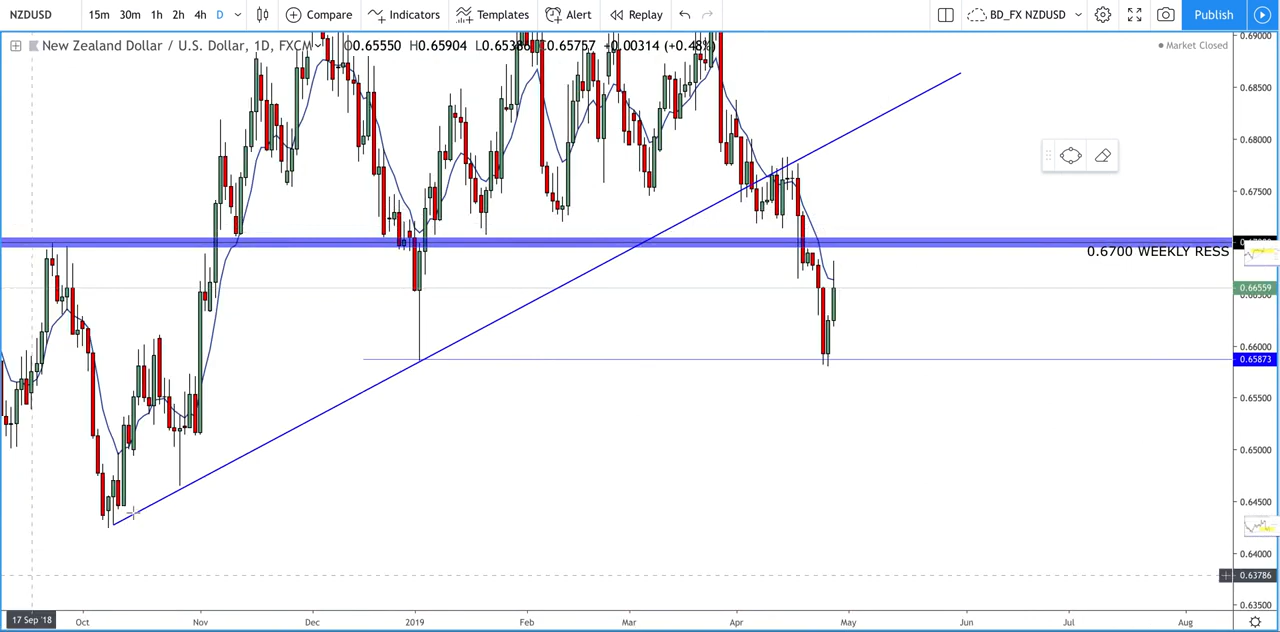 NZDUSD 15m 30m 1h 2h 4h D Compare Indicators Templates Alert Replay BD_FX NZDUSD Publish
New Zealand Dollar / U.S. Dollar, 1D, FXCM O0.65550 H0.65904 L0.65386 C0.65757 +0.00314 (+0.48%)
Market Closed
0.69000
0.68500
0.68000
0.67500
0.6700 WEEKLY RESS
0.66559
0.66000
0.65873
0.65500
0.65000
0.64500
0.64000
0.63786
0.63500
17 Sep '18 Oct Nov Dec 2019 Feb Mar Apr May Jun Jul Aug